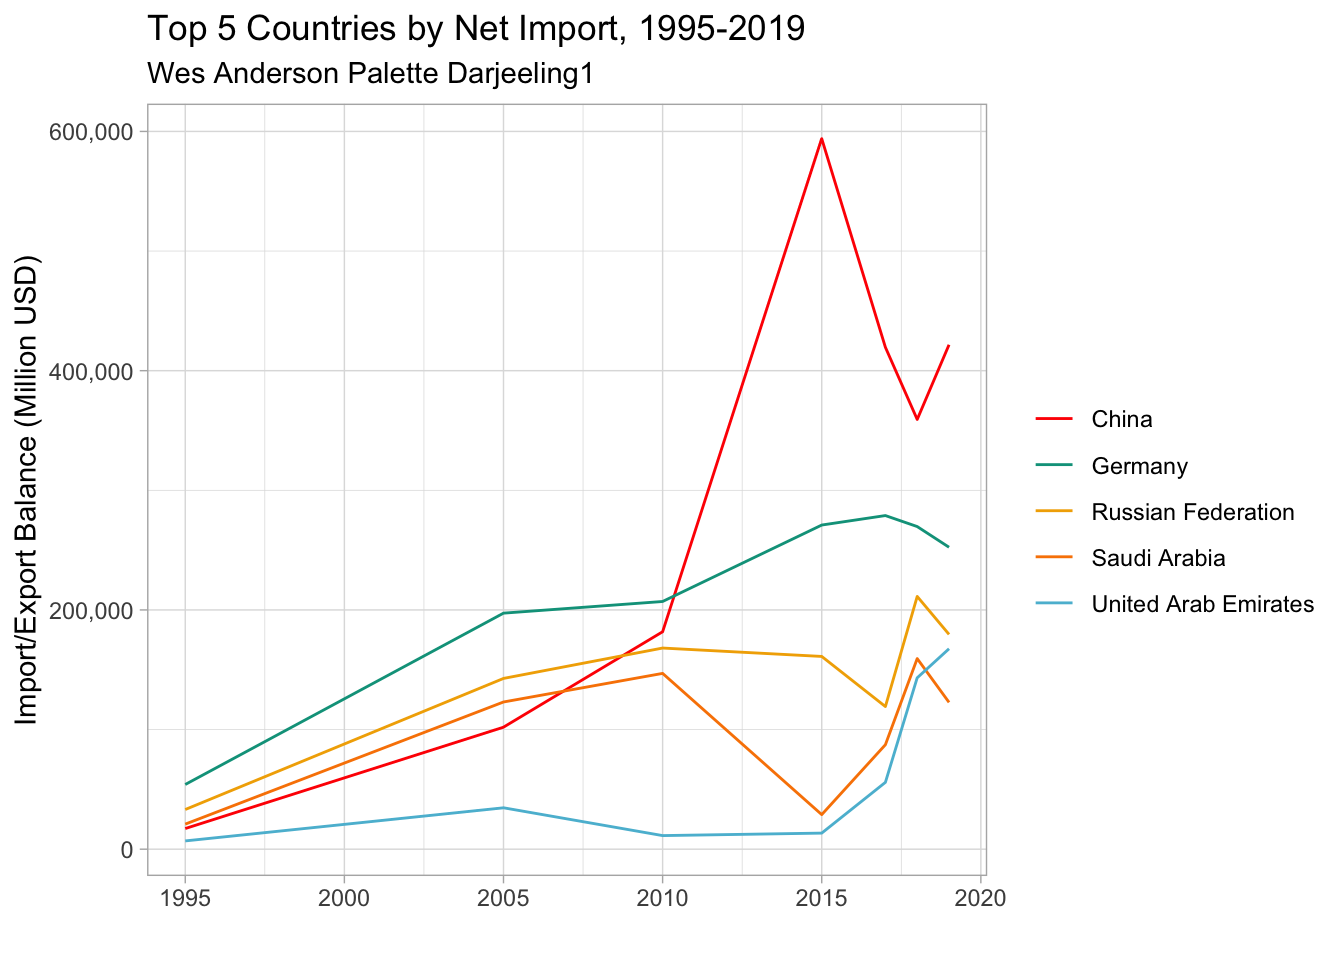 Top 5 Countries by Net Import, 1995-2019
Wes Anderson Palette Darjeeling1
Import/Export Balance (Million USD)
600,000
400,000
200,000
0
1995
2000
2005
2010
2015
2020
China
Germany
Russian Federation
Saudi Arabia
United Arab Emirates